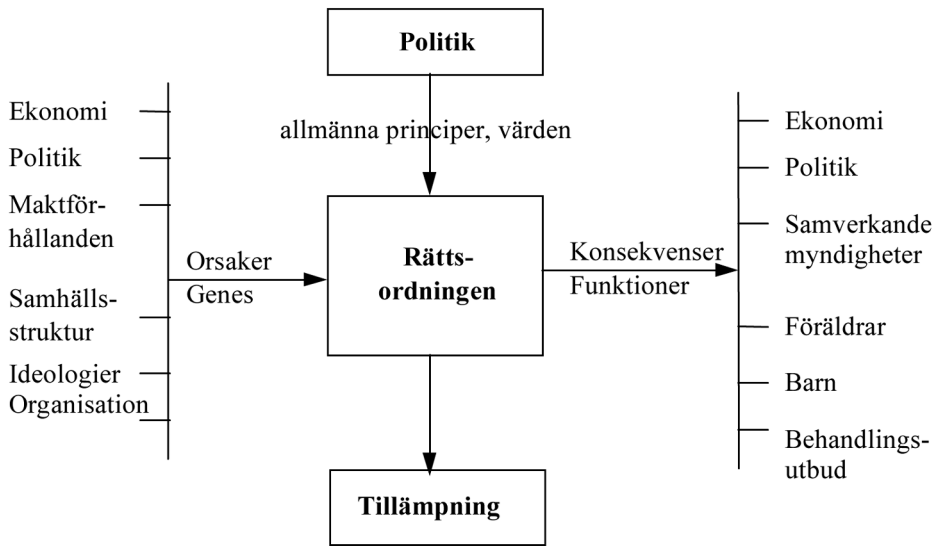 Politik
allmänna principer, värden
Ekonomi
Politik
Maktför-
hållanden
Samhälls-
struktur
Ideologier
Organisation
Orsaker
Genes
Rätts-
ordningen
Konsekvenser
Funktioner
Ekonomi
Politik
Samverkande
myndigheter
Föräldrar
Barn
Behandlings-
utbud
Tillämpning